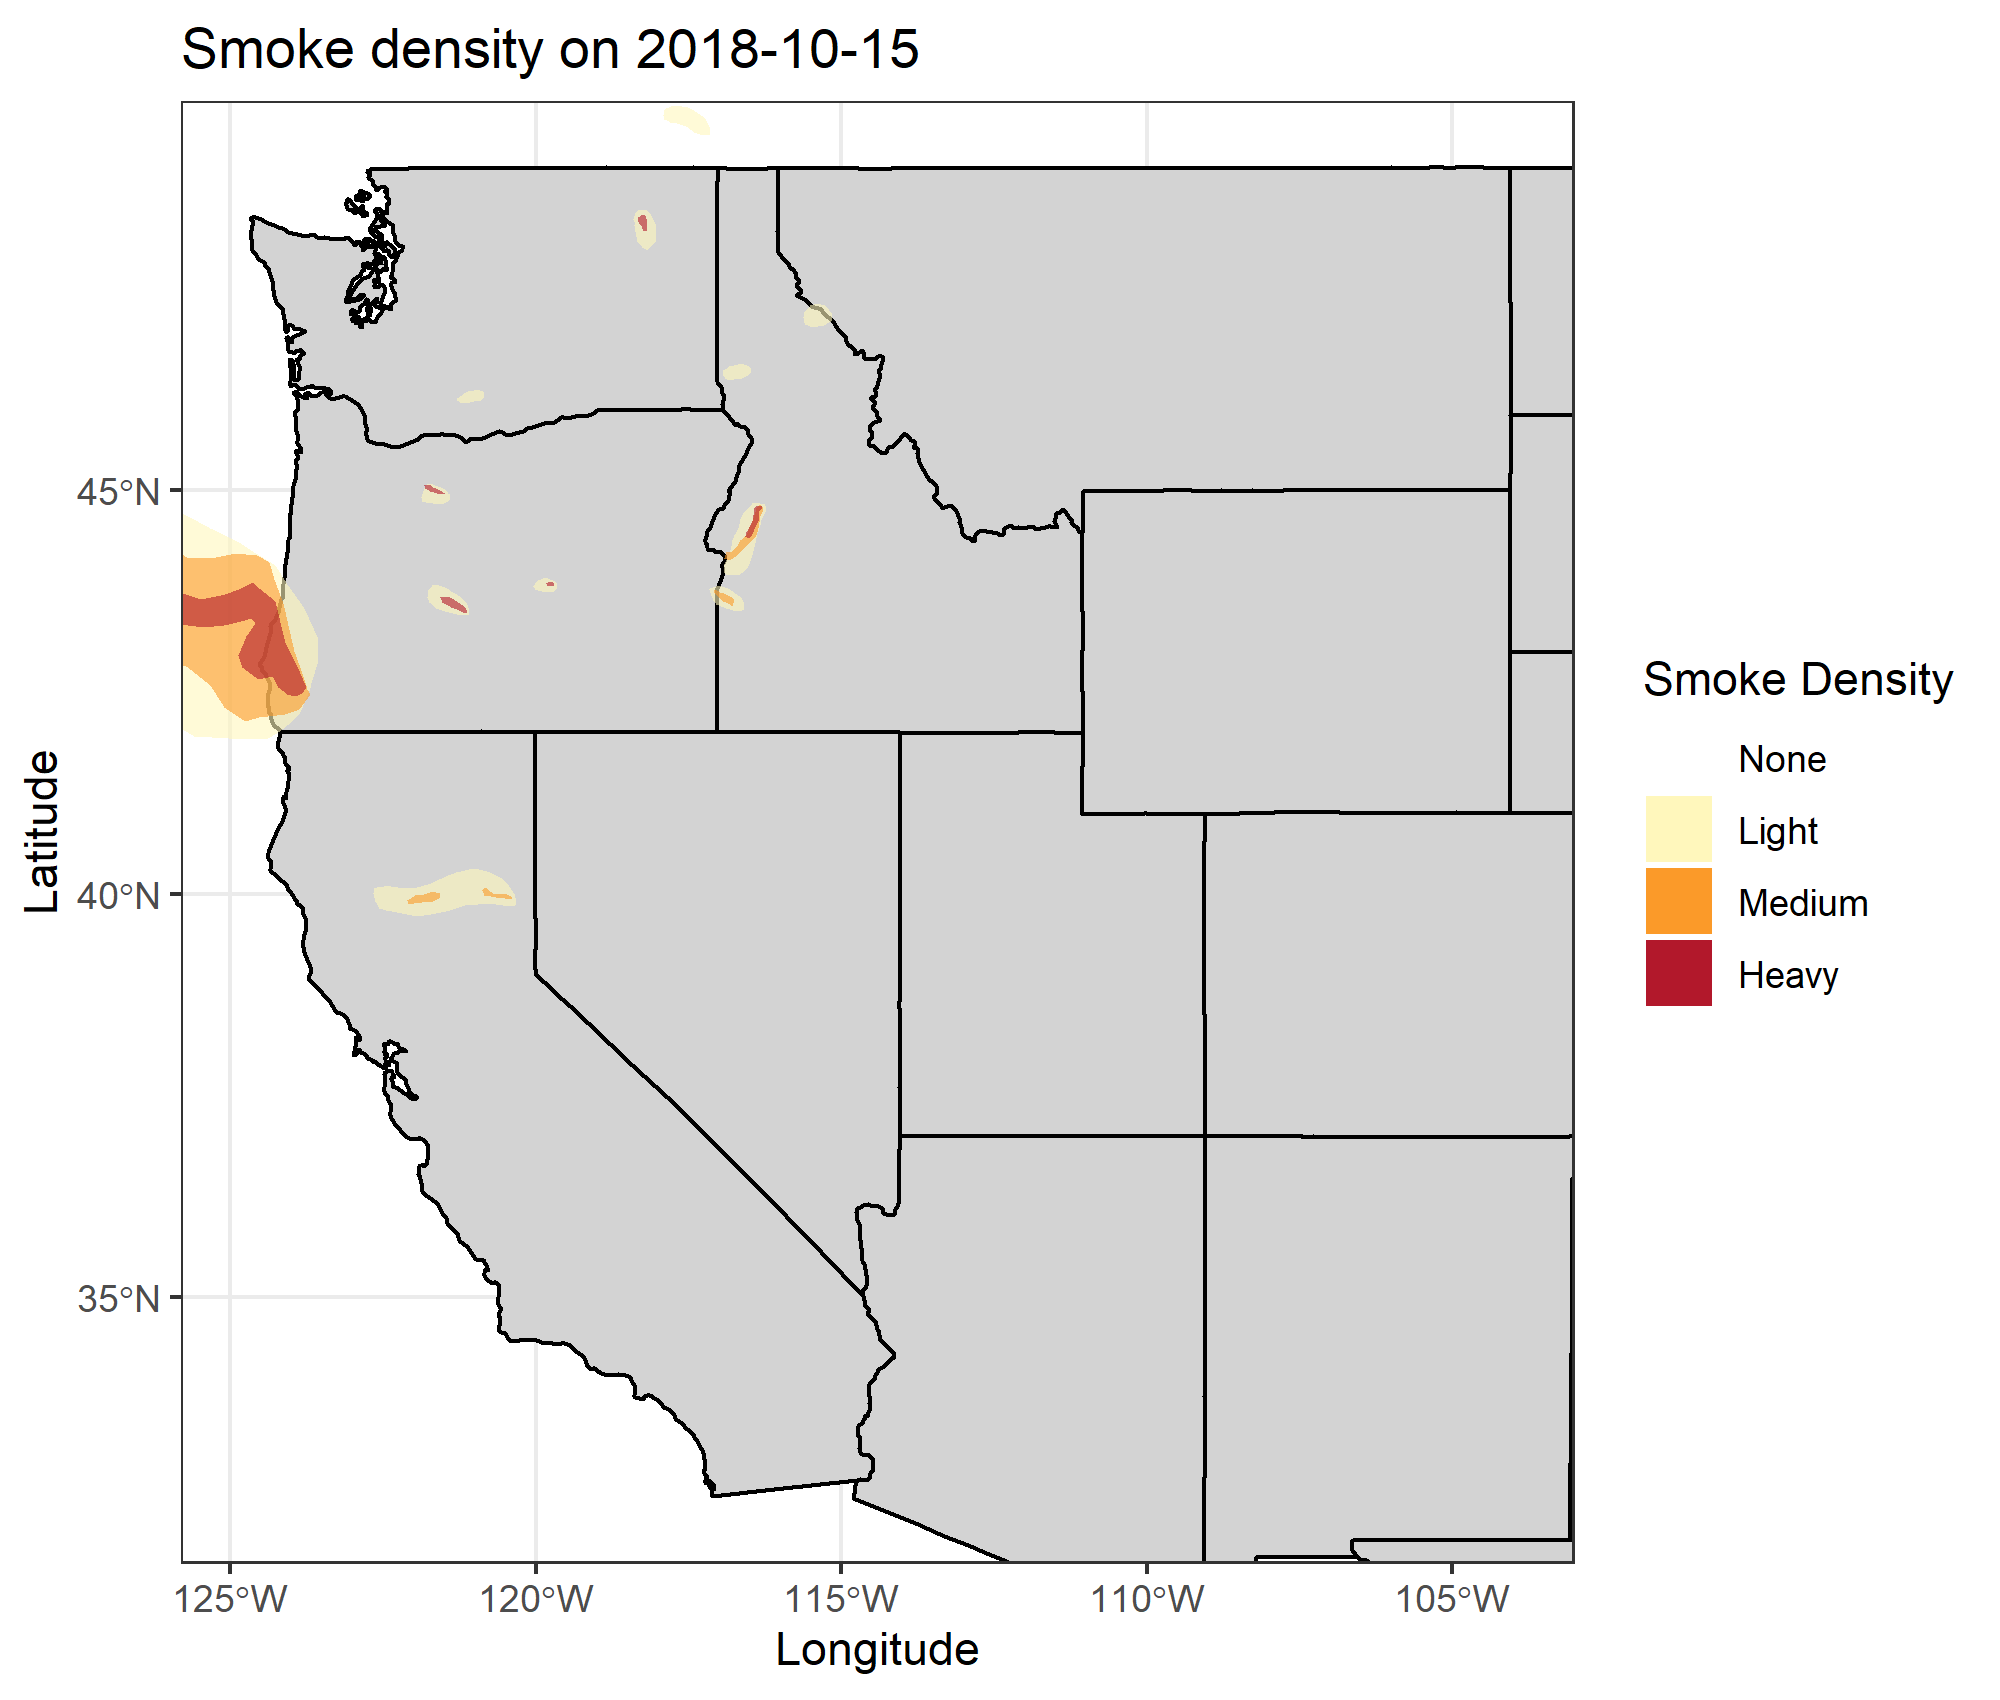 Smoke density on 2018-10-15
45°N
40°N
35°N
Latitude
125°W
120°W
115°W
110°W
105°W
Longitude
Smoke Density
None
Light
Medium
Heavy